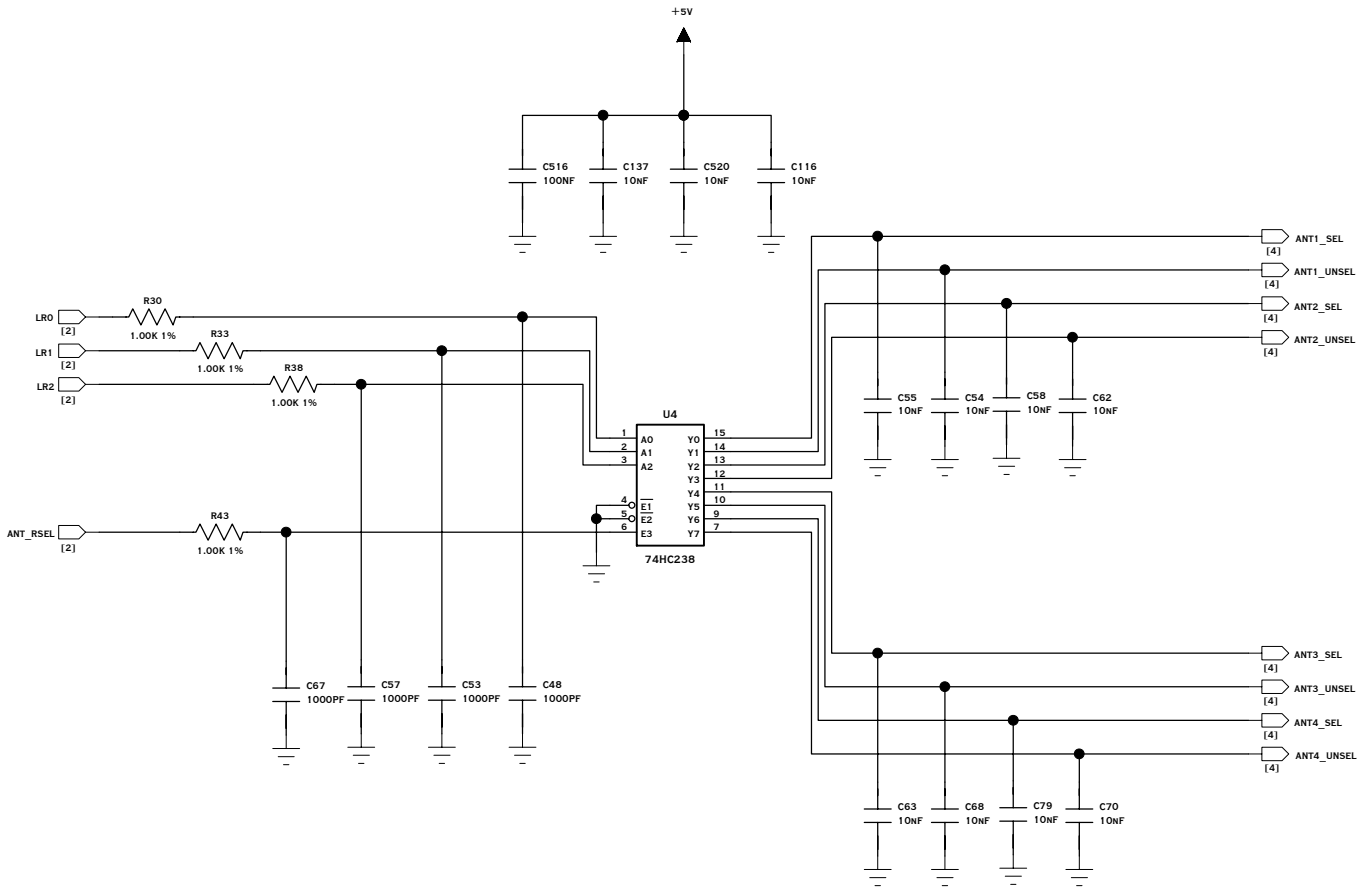 +5V
C516
100NF
C137
10NF
C520
10NF
C116
10NF
ANT1_SEL
[4]
ANT1_UNSEL
[4]
ANT2_SEL
[4]
ANT2_UNSEL
[4]
LR0
[2]
R30
1.00K 1%
LR1
[2]
R33
1.00K 1%
LR2
[2]
R38
1.00K 1%
C55
10NF
C54
10NF
C58
10NF
C62
10NF
U4
1 A0 Y0 15
2 A1 Y1 14
3 A2 Y2 13
Y3 12
Y4 11
4 E1 Y5 10
5 E2 Y6 9
6 E3 Y7 7
74HC238
ANT_RSEL
[2]
R43
1.00K 1%
C67
1000PF
C57
1000PF
C53
1000PF
C48
1000PF
ANT3_SEL
[4]
ANT3_UNSEL
[4]
ANT4_SEL
[4]
ANT4_UNSEL
[4]
C63
10NF
C68
10NF
C79
10NF
C70
10NF